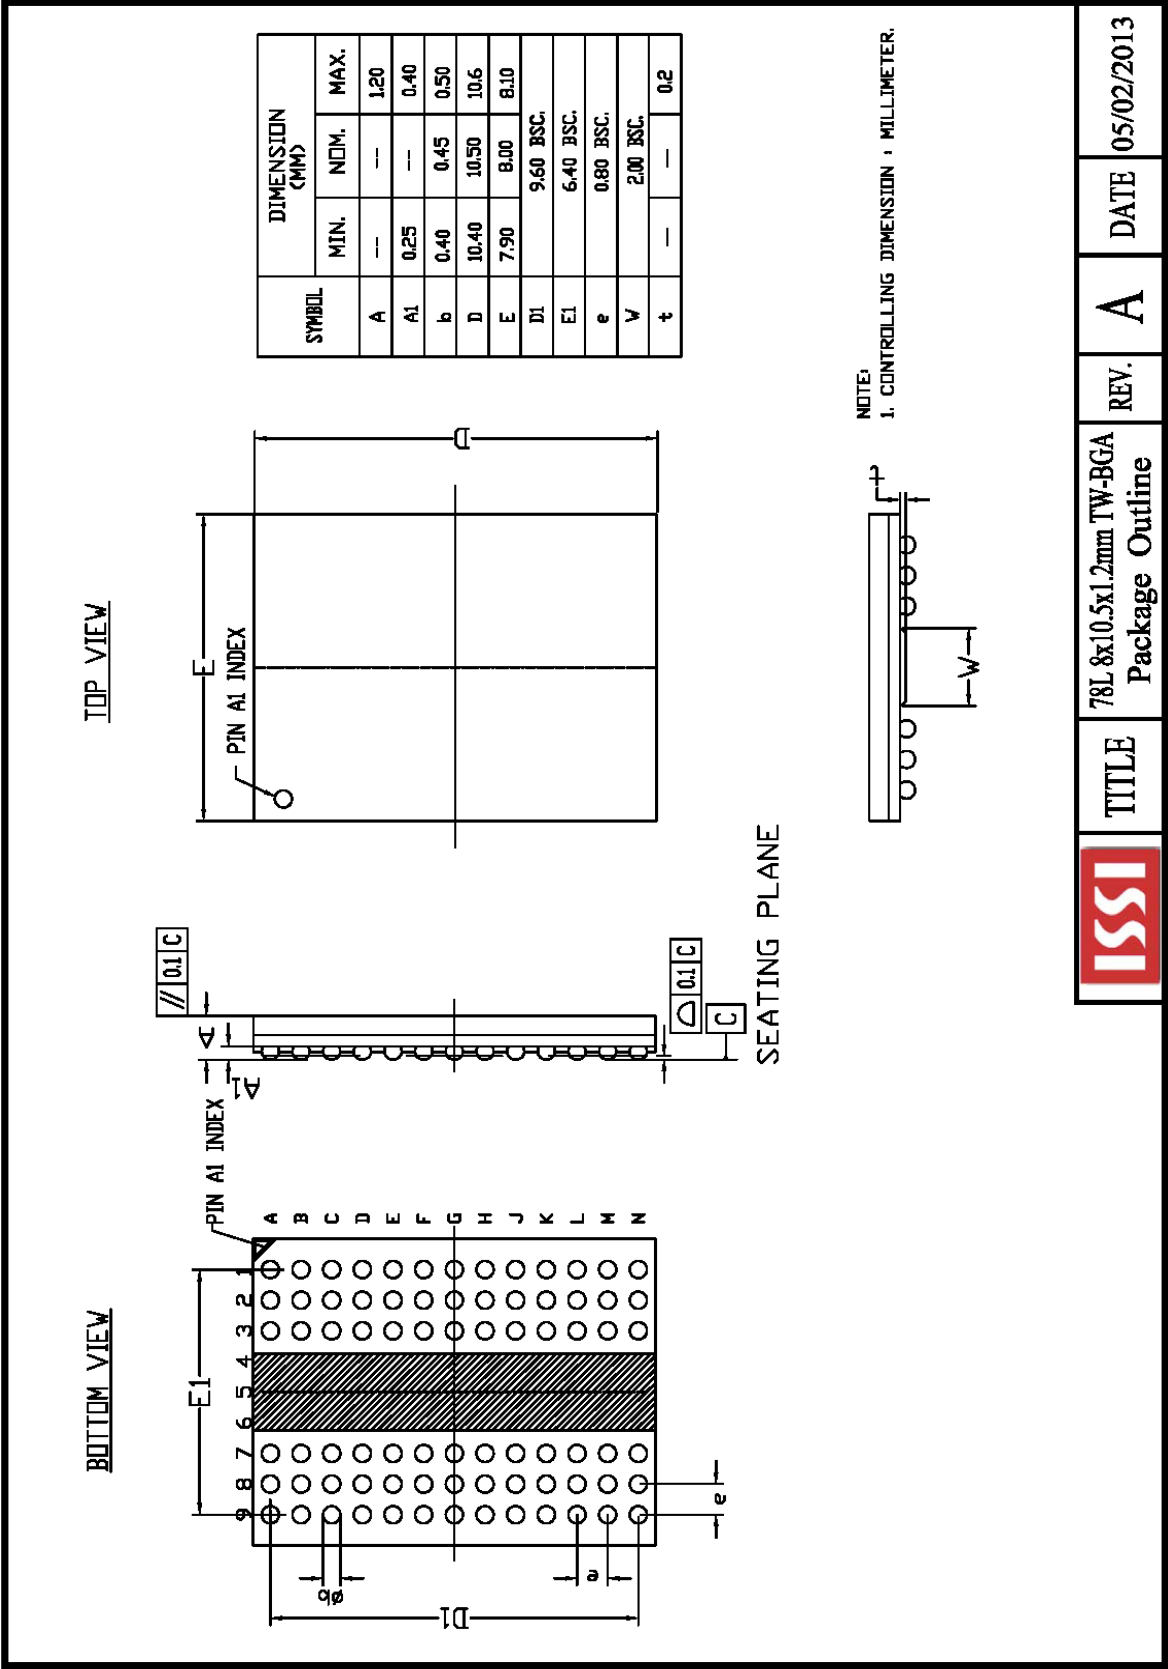 BOTTOM VIEW
TOP VIEW
E1
PIN A1 INDEX
9 8 7 6 5 4 3 2 1
A
B
C
D
E
F
G
H
J
K
L
M
N
Øb
e
D1
e
// 0.1 C
A
A1
⌓ 0.1 C
C
SEATING PLANE
E
PIN A1 INDEX
D
t
W
SYMBOL DIMENSION
(MM)
MIN. NOM. MAX.
A -- -- 1.20
A1 0.25 -- 0.40
b 0.40 0.45 0.50
D 10.40 10.50 10.6
E 7.90 8.00 8.10
D1 9.60 BSC.
E1 6.40 BSC.
e 0.80 BSC.
W 2.00 BSC.
t — — 0.2
NOTE:
1. CONTROLLING DIMENSION : MILLIMETER.
ISSI TITLE 78L 8x10.5x1.2mm TW-BGA
Package Outline REV. A DATE 05/02/2013